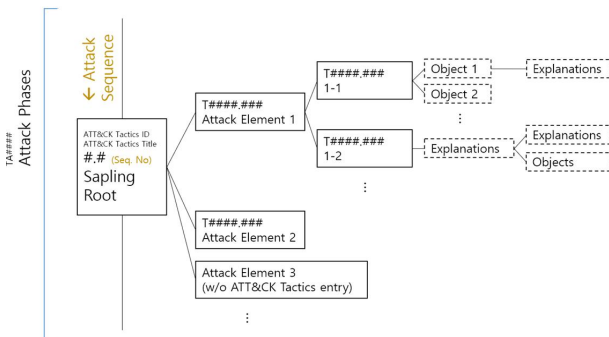 TA####
Attack Phases
← Attack
Sequence
ATT&CK Tactics ID
ATT&CK Tactics Title
#.# (Seq. No)
Sapling
Root
T####.###
Attack Element 1
T####.###
1-1
Object 1
Explanations
Object 2
⋮
T####.###
1-2
Explanations
Explanations
Objects
⋮
T####.###
Attack Element 2
Attack Element 3
(w/o ATT&CK Tactics entry)
⋮